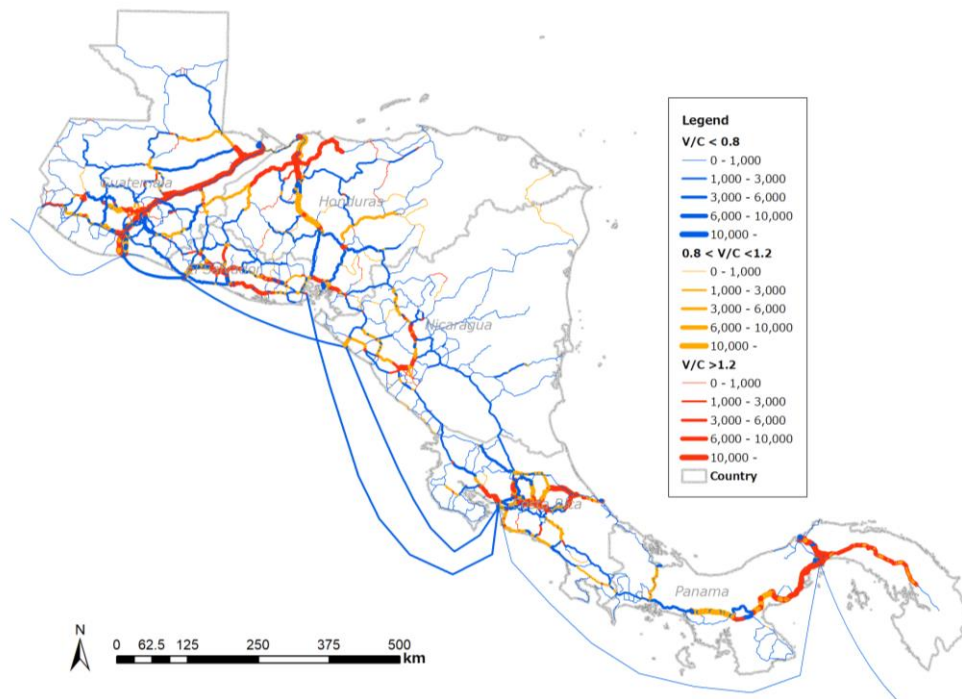 Legend
V/C < 0.8
0 - 1,000
1,000 - 3,000
3,000 - 6,000
6,000 - 10,000
10,000 -
0.8 < V/C <1.2
0 - 1,000
1,000 - 3,000
3,000 - 6,000
6,000 - 10,000
10,000 -
V/C >1.2
0 - 1,000
1,000 - 3,000
3,000 - 6,000
6,000 - 10,000
10,000 -
Country
Guatemala
Honduras
Nicaragua
Panama
N
0 62.5 125 250 375 500
km